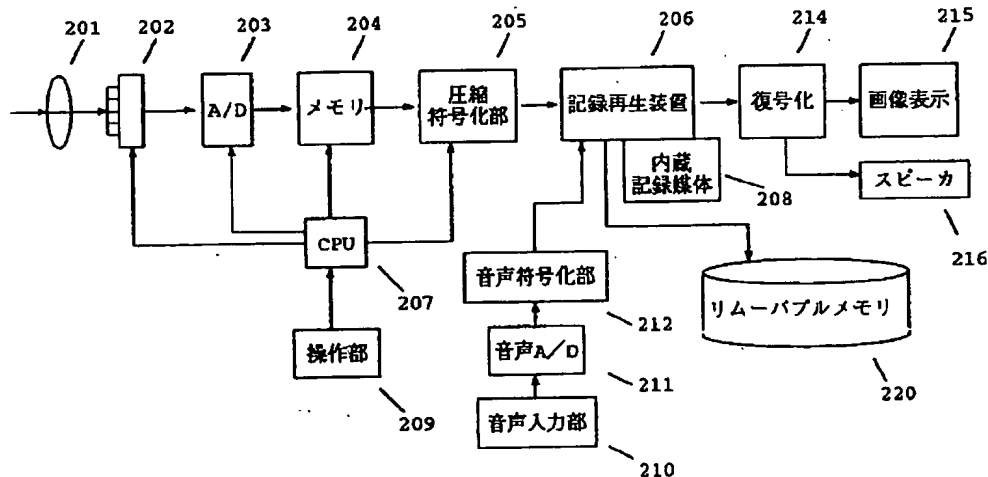 201
202
203
204
205
206
214
215
A/D
メモリ
圧縮
符号化部
記録再生装置
復号化
画像表示
内蔵
記録媒体
208
スピーカ
216
CPU
207
音声符号化部
212
リムーバブルメモリ
220
操作部
209
音声A/D
211
音声入力部
210